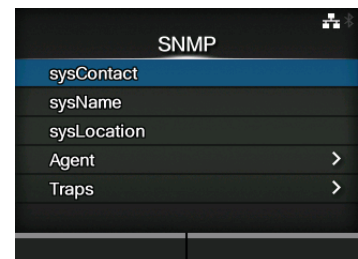 SNMP
sysContact
sysName
sysLocation
Agent
Traps